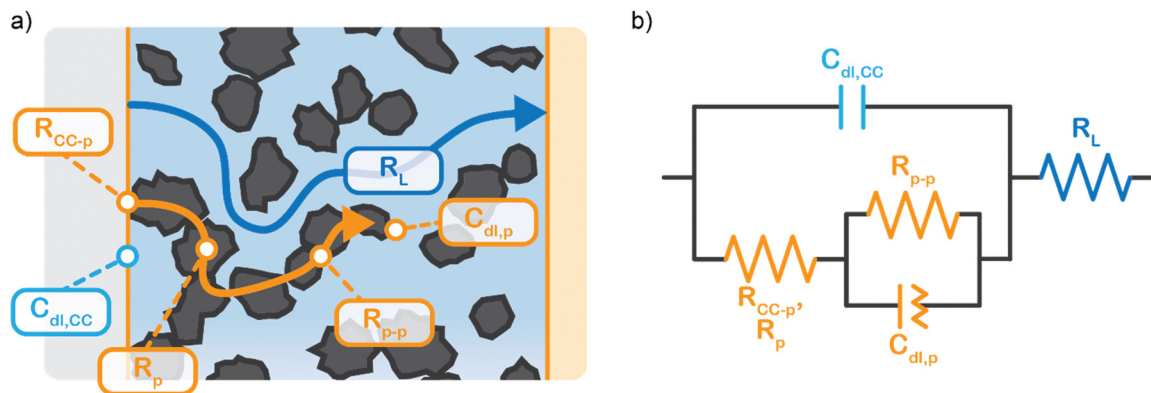 a)
R_CC-p
R_L
C_dl,p
C_dl,CC
R_p-p
R_p
b)
C_dl,CC
R_L
R_p-p
R_CC-p,
R_p
C_dl,p